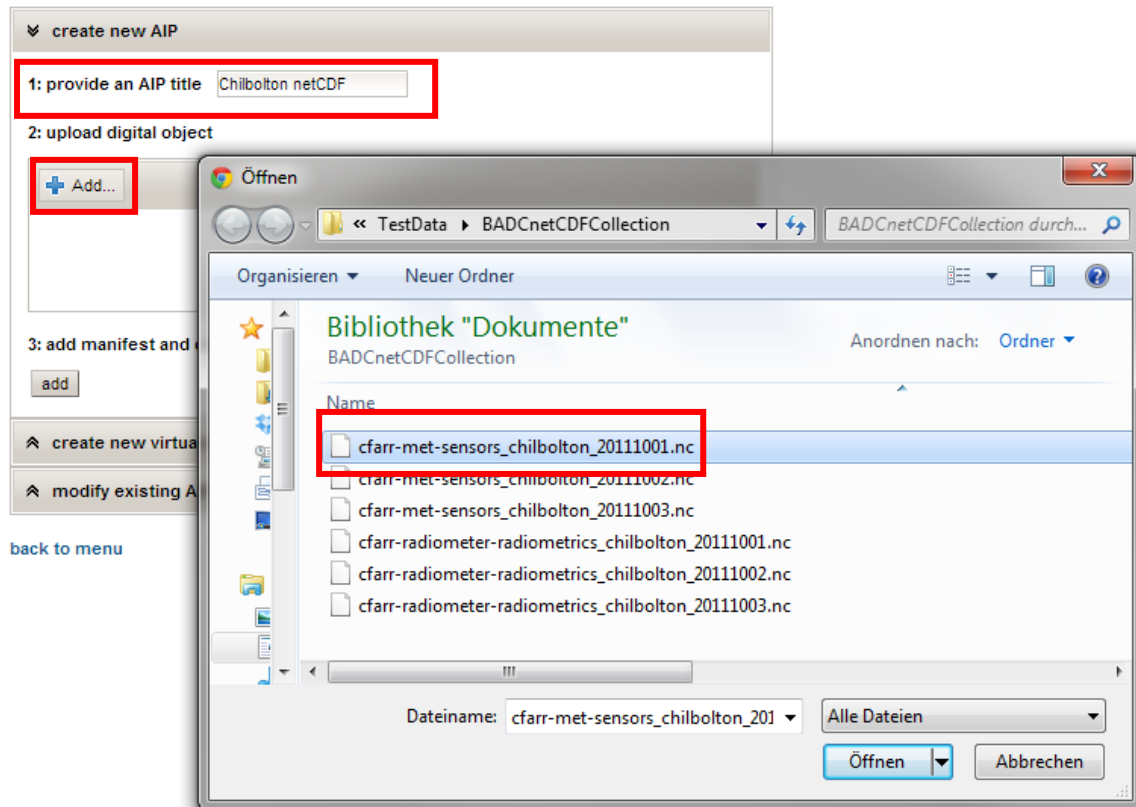 create new AIP
1: provide an AIP title Chilbolton netCDF
2: upload digital object
Add...
3: add manifest and
add
create new virtua
modify existing A
back to menu
Öffnen
« TestData BADCnetCDFCollection
BADCnetCDFCollection durch...
Organisieren Neuer Ordner
Bibliothek "Dokumente"
BADCnetCDFCollection
Anordnen nach: Ordner
Name
cfarr-met-sensors_chilbolton_20111001.nc
cfarr-met-sensors_chilbolton_20111002.nc
cfarr-met-sensors_chilbolton_20111003.nc
cfarr-radiometer-radiometrics_chilbolton_20111001.nc
cfarr-radiometer-radiometrics_chilbolton_20111002.nc
cfarr-radiometer-radiometrics_chilbolton_20111003.nc
Dateiname: cfarr-met-sensors_chilbolton_201 Alle Dateien
Öffnen Abbrechen